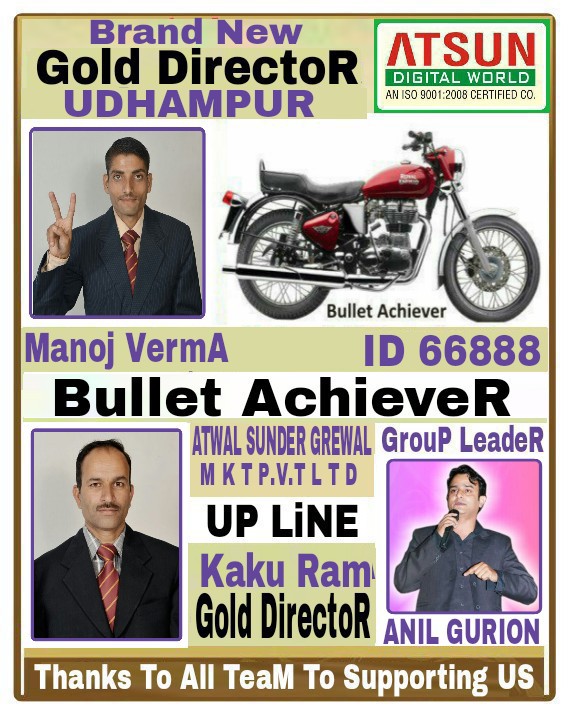 Brand New
Gold DirectoR
UDHAMPUR
ATSUN
DIGITAL WORLD
AN ISO 9001:2008 CERTIFIED CO.
ROYAL ENFIELD
Bullet Achiever
Manoj VermA
ID 66888
Bullet AchieveR
ATWAL SUNDER GREWAL
M K T P.V.T L T D
GrouP LeadeR
UP LiNE
Kaku Ram
Gold DirectoR
ANIL GURION
Thanks To All TeaM To Supporting US